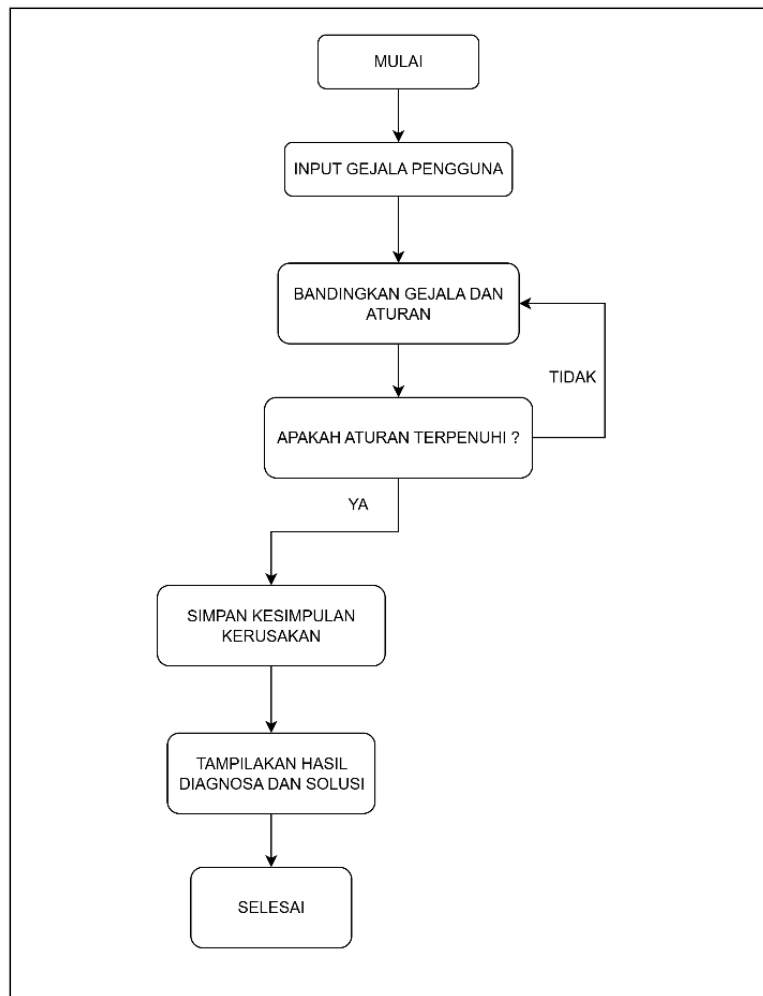 MULAI
INPUT GEJALA PENGGUNA
BANDINGKAN GEJALA DAN
ATURAN
TIDAK
APAKAH ATURAN TERPENUHI ?
YA
SIMPAN KESIMPULAN
KERUSAKAN
TAMPILAKAN HASIL
DIAGNOSA DAN SOLUSI
SELESAI